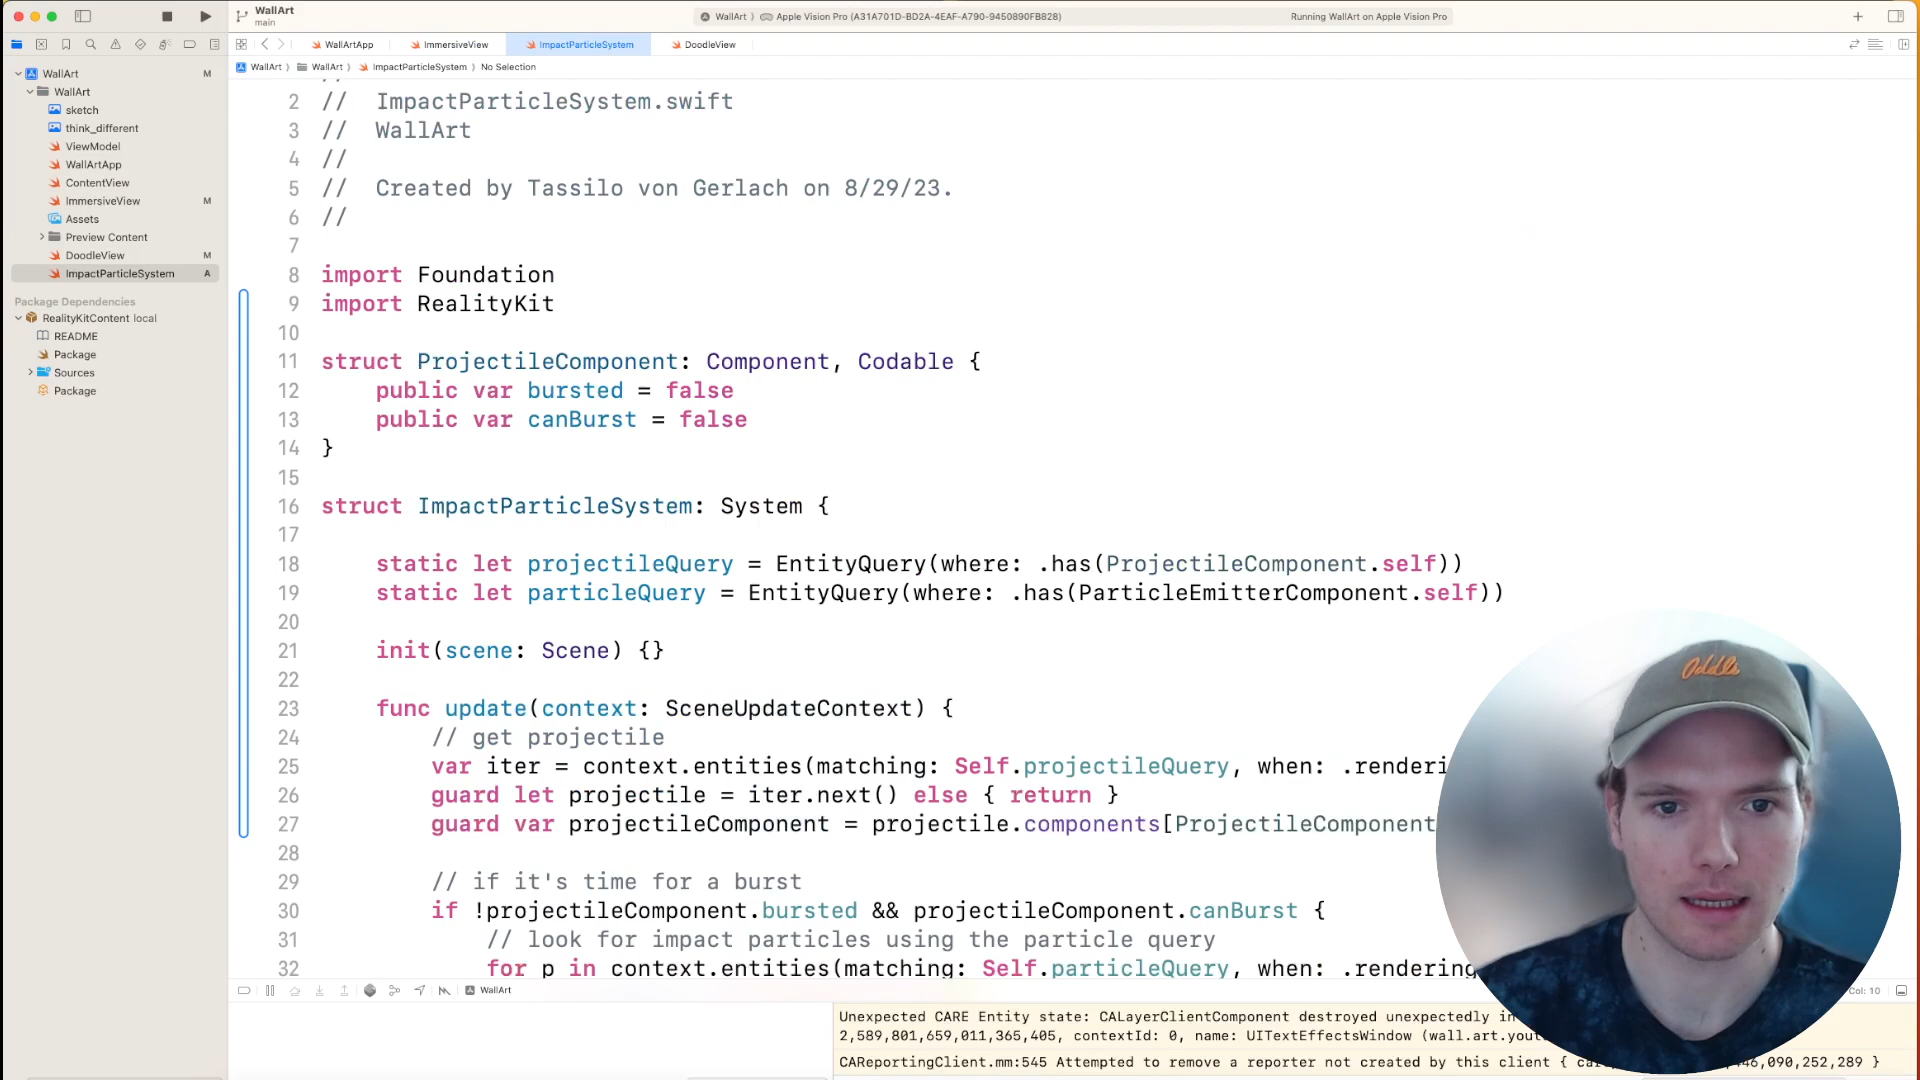 WallArt
main
WallArt 〉 Apple Vision Pro (A31A701D-BD2A-4EAF-A790-9450890FB828)
Running WallArt on Apple Vision Pro
WallArtApp
ImmersiveView
ImpactParticleSystem
DoodleView
WallArt 〉 WallArt 〉 ImpactParticleSystem 〉 No Selection
WallArt M
WallArt
sketch
think_different
ViewModel
WallArtApp
ContentView
ImmersiveView M
Assets
Preview Content
DoodleView M
ImpactParticleSystem A
Package Dependencies
RealityKitContent local
README
Package
Sources
Package
2 //  ImpactParticleSystem.swift
3 //  WallArt
4 //
5 //  Created by Tassilo von Gerlach on 8/29/23.
6 //
7
8 import Foundation
9 import RealityKit
10
11 struct ProjectileComponent: Component, Codable {
12     public var bursted = false
13     public var canBurst = false
14 }
15
16 struct ImpactParticleSystem: System {
17
18     static let projectileQuery = EntityQuery(where: .has(ProjectileComponent.self))
19     static let particleQuery = EntityQuery(where: .has(ParticleEmitterComponent.self))
20
21     init(scene: Scene) {}
22
23     func update(context: SceneUpdateContext) {
24         // get projectile
25         var iter = context.entities(matching: Self.projectileQuery, when: .renderi
26         guard let projectile = iter.next() else { return }
27         guard var projectileComponent = projectile.components[ProjectileComponent
28
29         // if it's time for a burst
30         if !projectileComponent.bursted && projectileComponent.canBurst {
31             // look for impact particles using the particle query
32             for p in context.entities(matching: Self.particleQuery, when: .rendering
WallArt
Col: 10
Unexpected CARE Entity state: CALayerClientComponent destroyed unexpectedly in
2,589,801,659,011,365,405, contextId: 0, name: UITextEffectsWindow (wall.art.yout
CAReportingClient.mm:545 Attempted to remove a reporter not created by this client { 46,090,252,289 }
Oddle